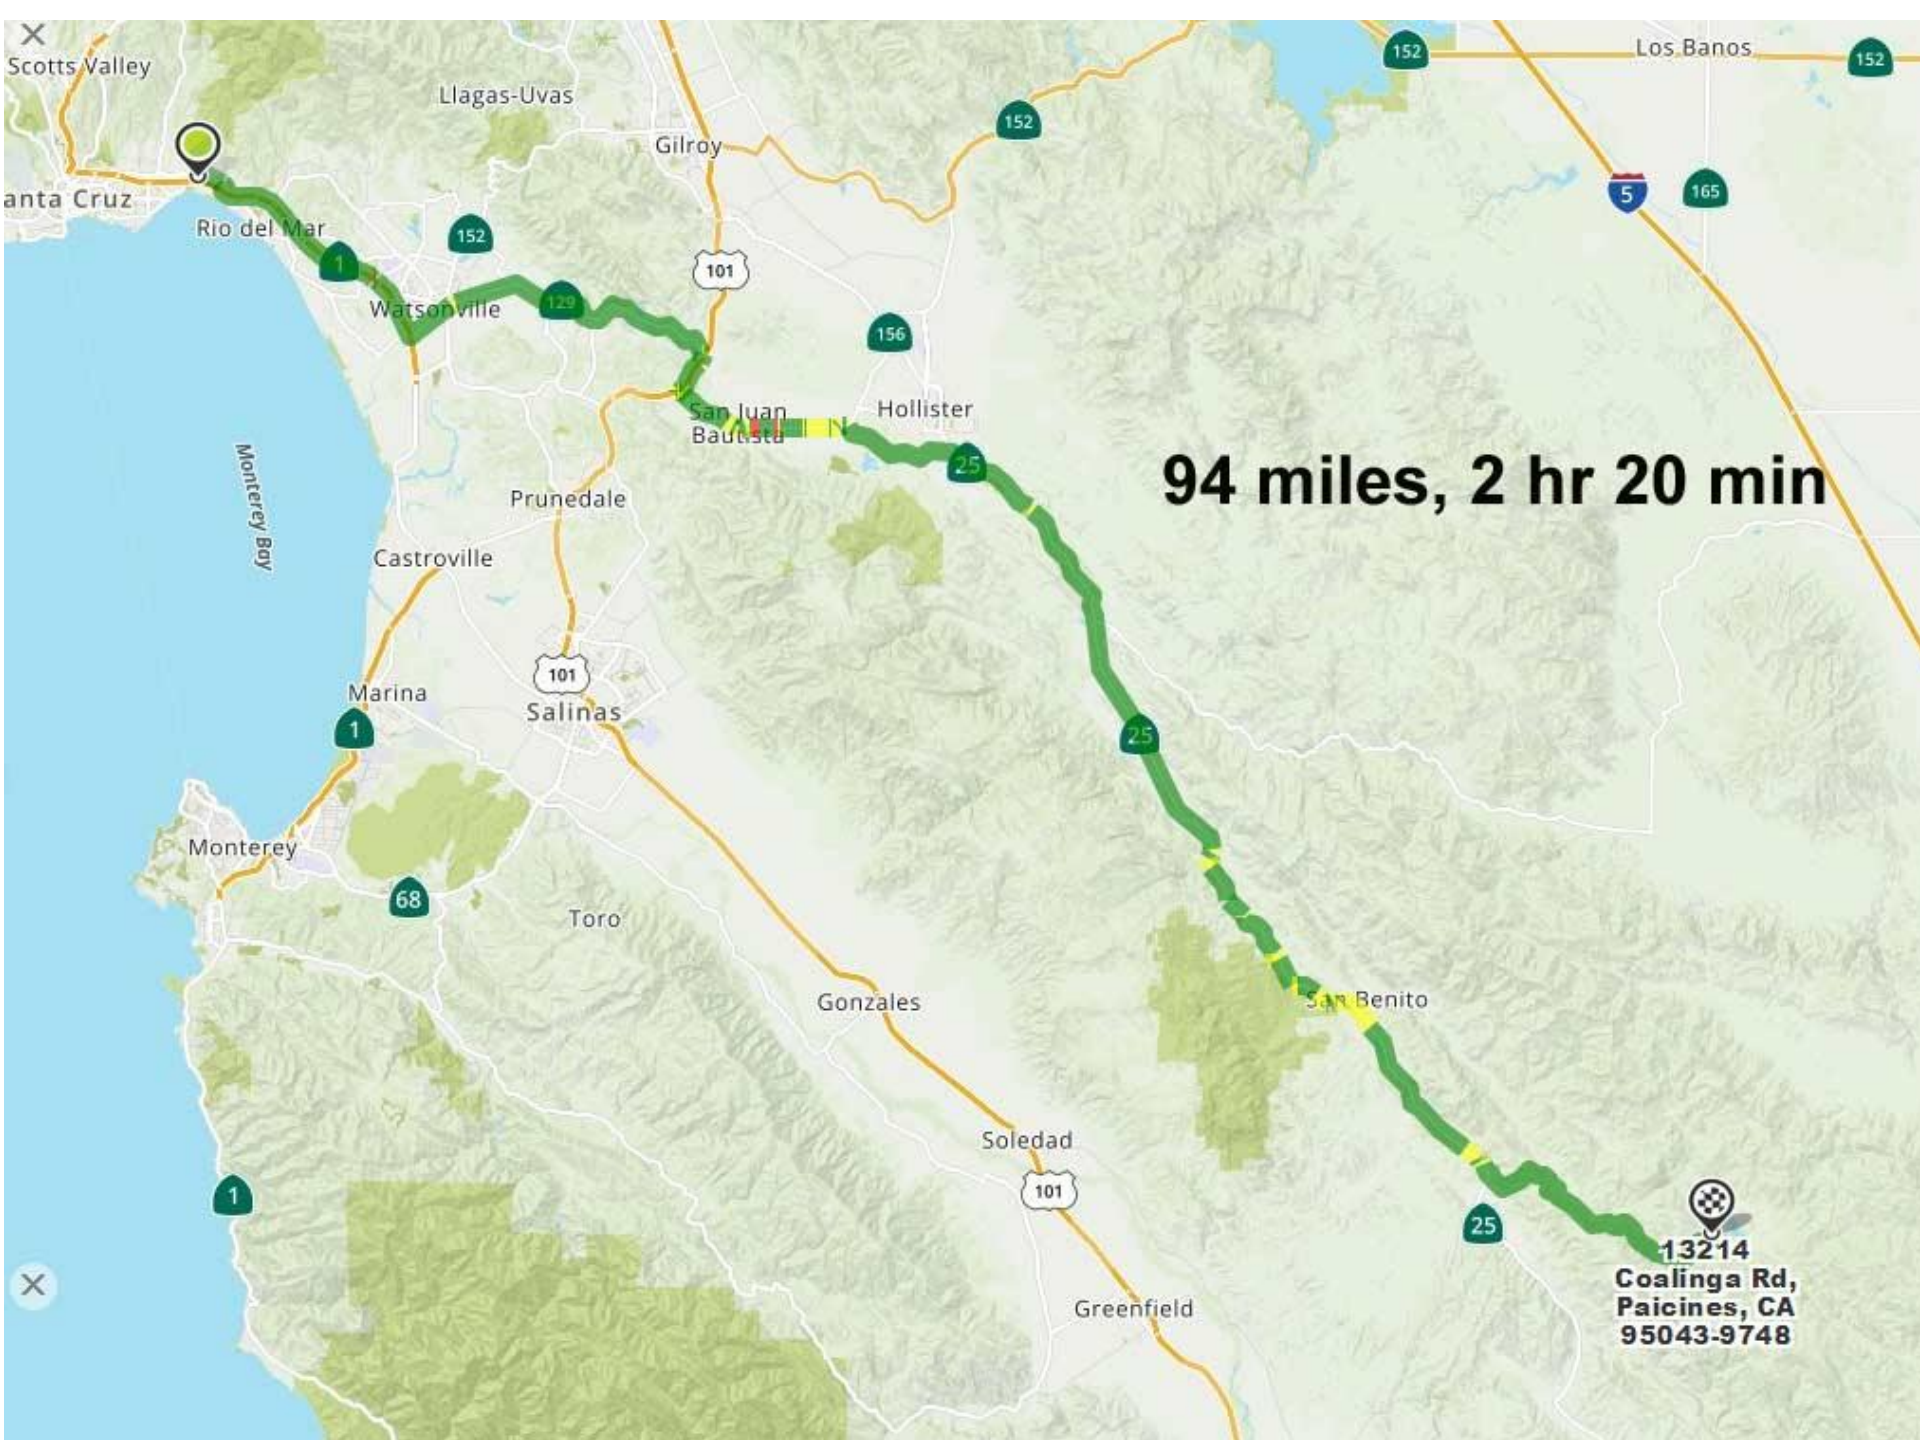 Scotts Valley
Llagas-Uvas
Gilroy
152
152
Los Banos
152
152
5
165
anta Cruz
Rio del Mar
1
152
101
Watsonville
129
156
San Juan
Bautista
Hollister
25
94 miles, 2 hr 20 min
Monterey Bay
Prunedale
Castroville
101
Salinas
Marina
1
25
Monterey
68
Toro
Gonzales
San Benito
Soledad
101
1
25
Greenfield
13214
Coalinga Rd,
Paicines, CA
95043-9748